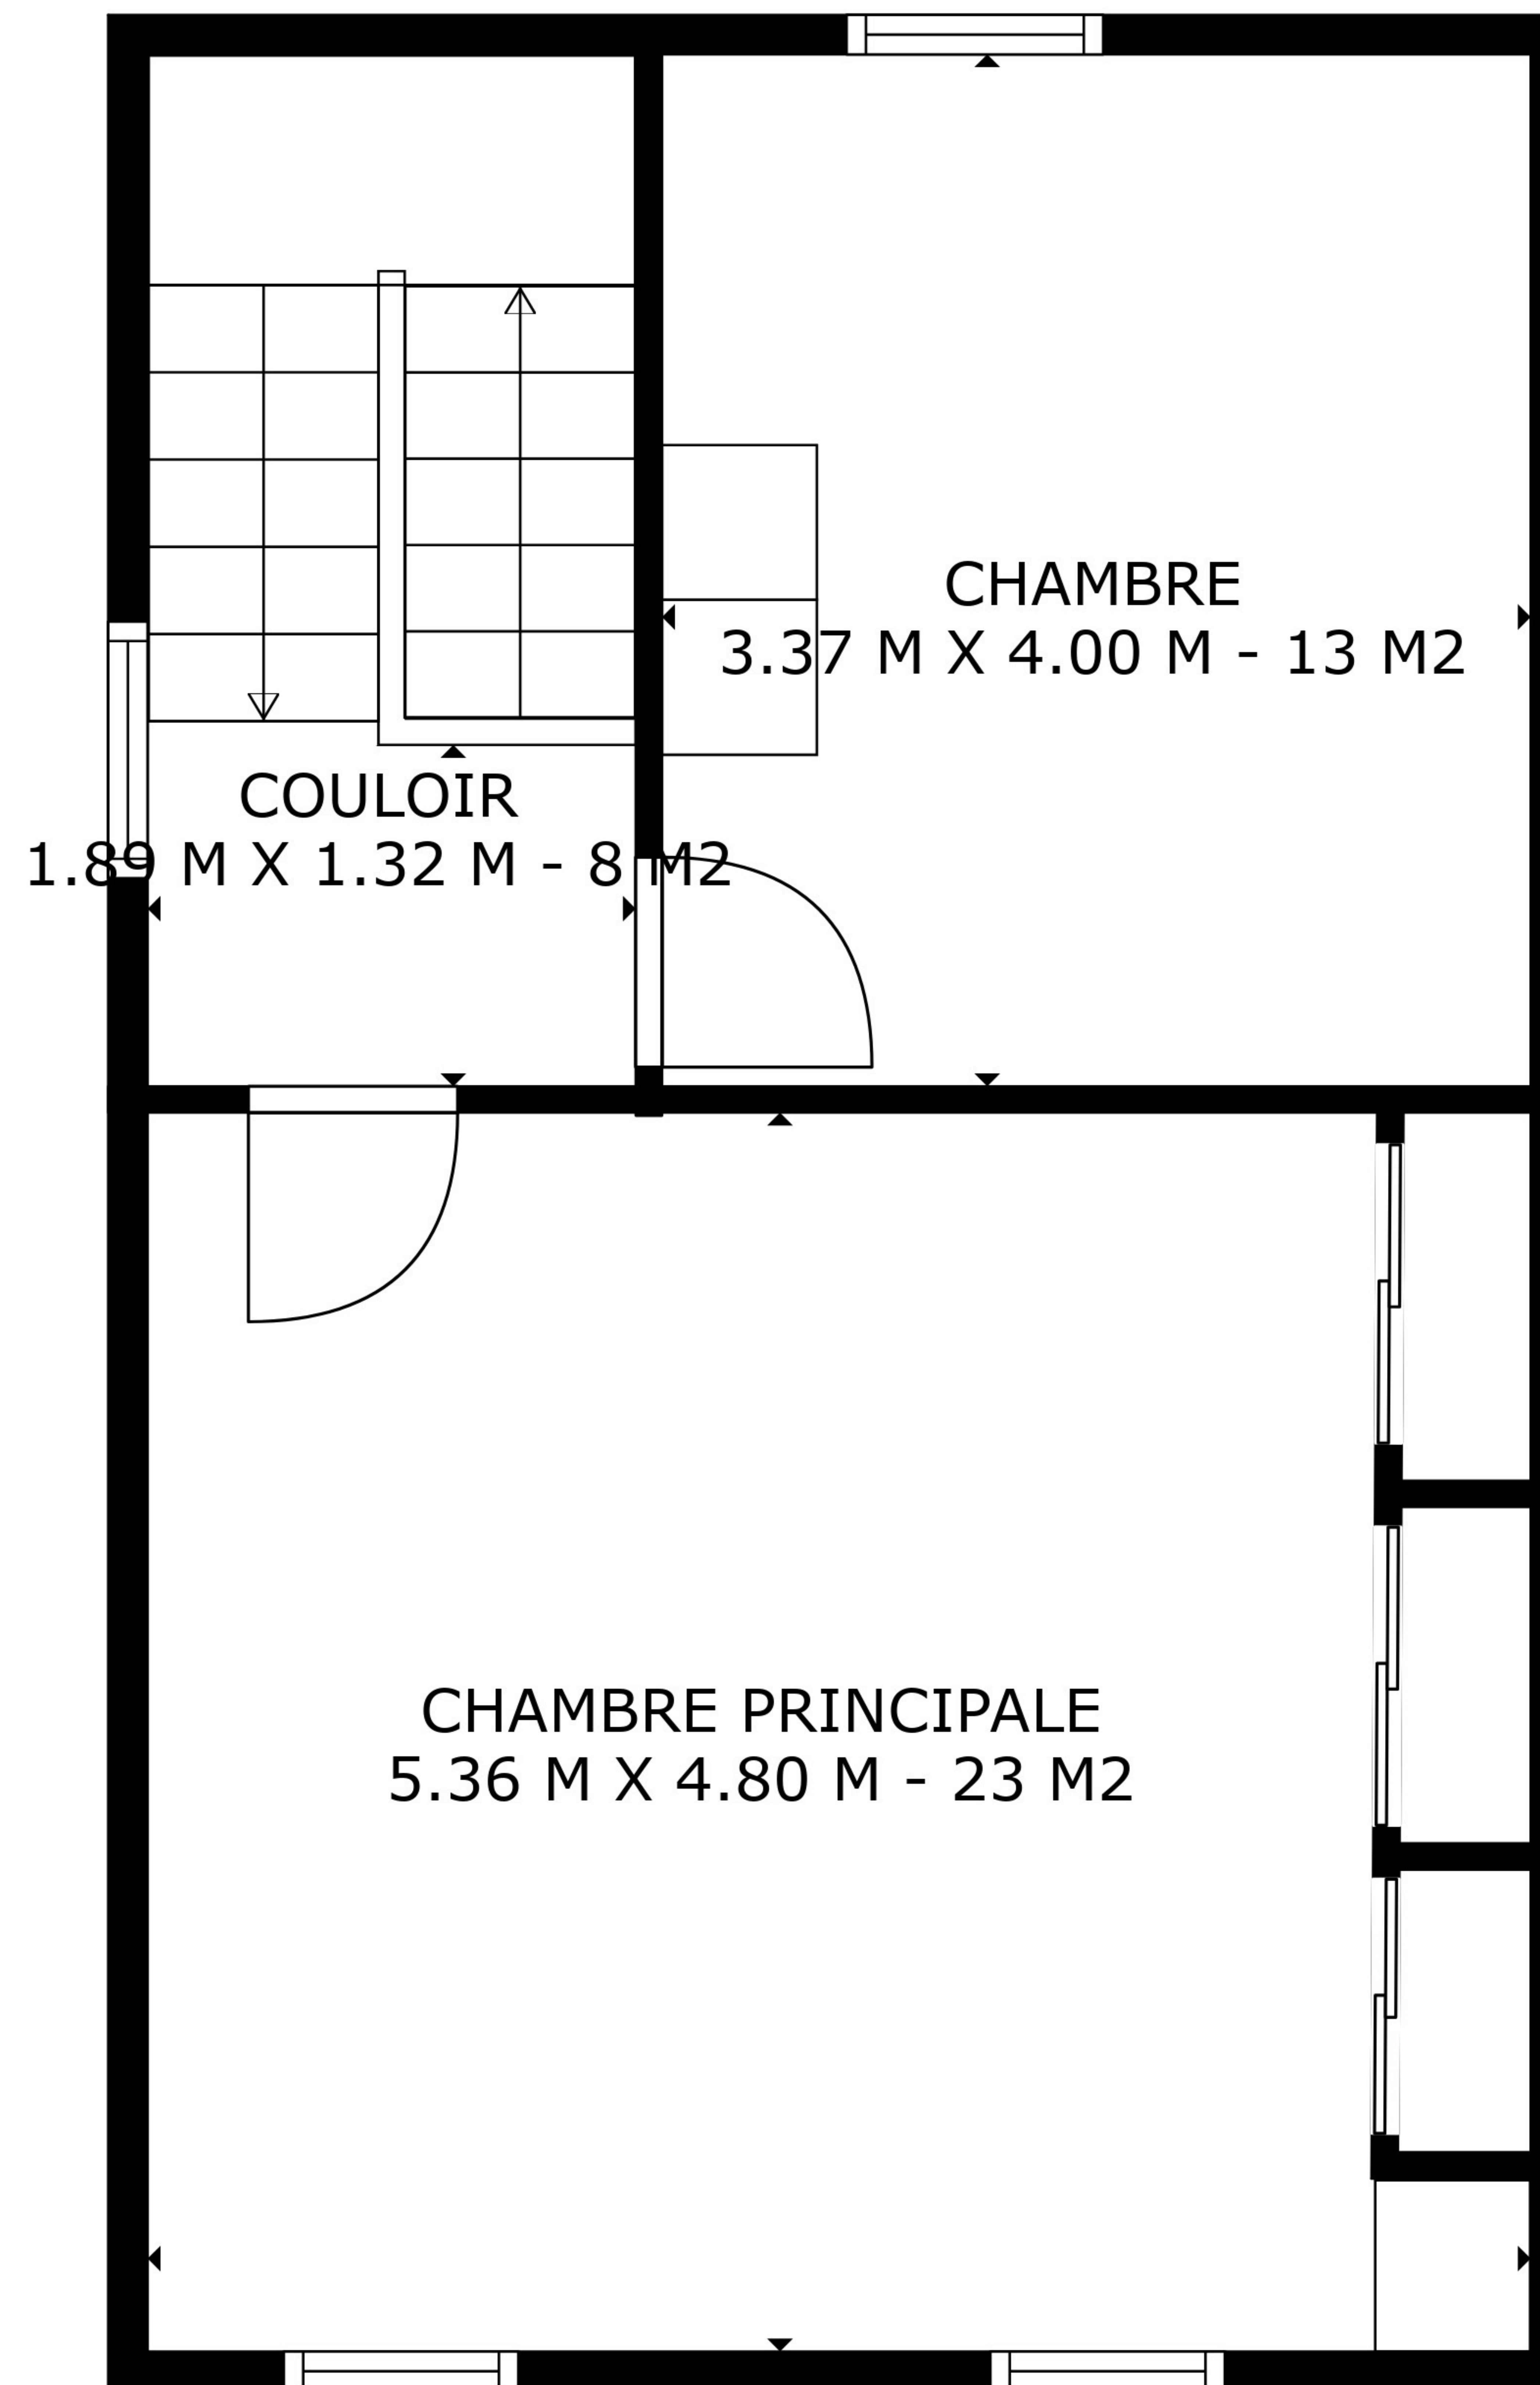 CHAMBRE
3.37 M X 4.00 M - 13 M2
COULOIR
1.89 M X 1.32 M - 8 M2
CHAMBRE PRINCIPALE
5.36 M X 4.80 M - 23 M2